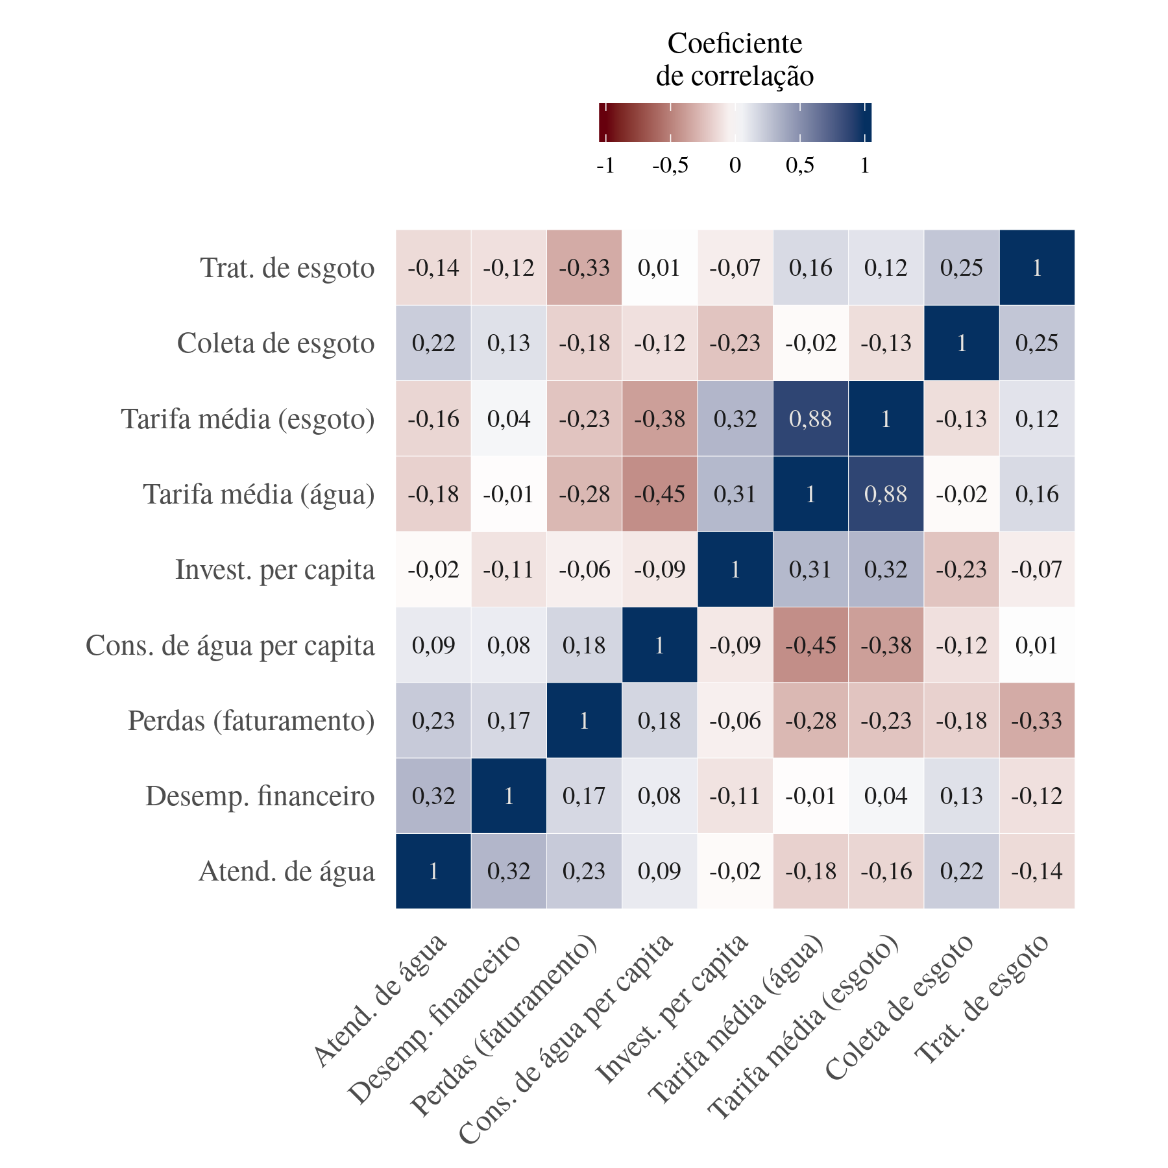 Coeficiente
de correlação
-1 -0,5 0 0,5 1
Trat. de esgoto -0,14 -0,12 -0,33 0,01 -0,07 0,16 0,12 0,25 1
Coleta de esgoto 0,22 0,13 -0,18 -0,12 -0,23 -0,02 -0,13 1 0,25
Tarifa média (esgoto) -0,16 0,04 -0,23 -0,38 0,32 0,88 1 -0,13 0,12
Tarifa média (água) -0,18 -0,01 -0,28 -0,45 0,31 1 0,88 -0,02 0,16
Invest. per capita -0,02 -0,11 -0,06 -0,09 1 0,31 0,32 -0,23 -0,07
Cons. de água per capita 0,09 0,08 0,18 1 -0,09 -0,45 -0,38 -0,12 0,01
Perdas (faturamento) 0,23 0,17 1 0,18 -0,06 -0,28 -0,23 -0,18 -0,33
Desemp. financeiro 0,32 1 0,17 0,08 -0,11 -0,01 0,04 0,13 -0,12
Atend. de água 1 0,32 0,23 0,09 -0,02 -0,18 -0,16 0,22 -0,14
Atend. de água
Desemp. financeiro
Perdas (faturamento)
Cons. de água per capita
Invest. per capita
Tarifa média (água)
Tarifa média (esgoto)
Coleta de esgoto
Trat. de esgoto